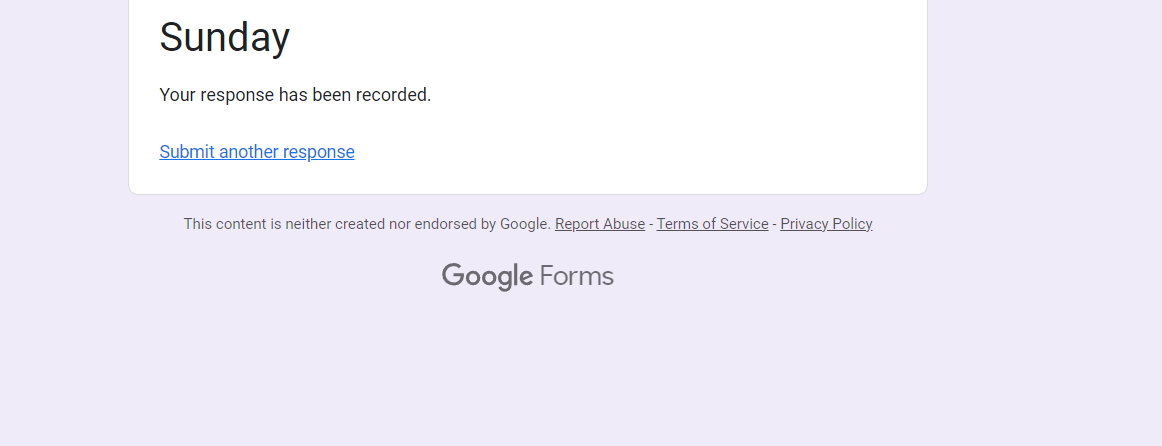 Sunday
Your response has been recorded.
Submit another response
This content is neither created nor endorsed by Google. Report Abuse - Terms of Service - Privacy Policy
Google Forms